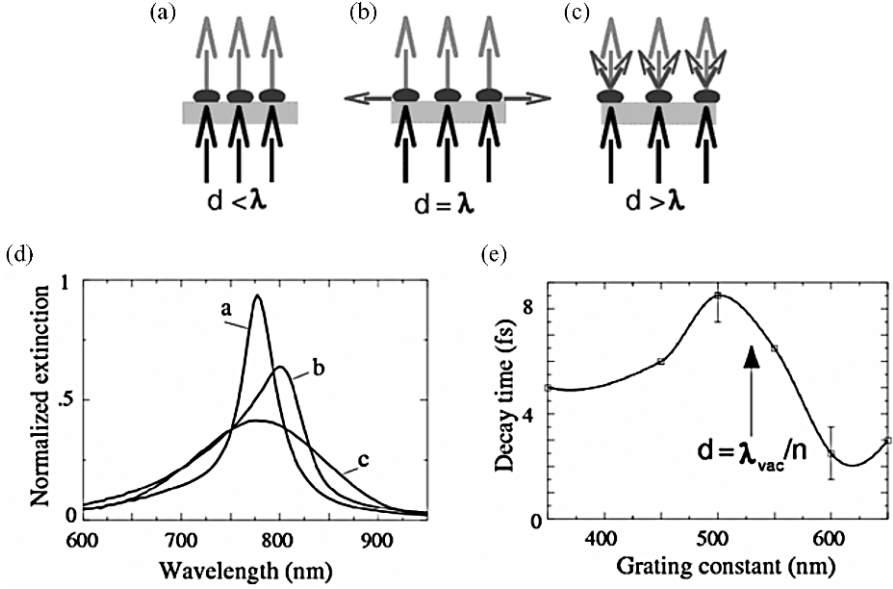 (a) (b) (c)
d < λ d = λ d > λ
(d) (e)
1
.5
0
a
b
c
600 700 800 900
Wavelength (nm)
Normalized extinction
8
4
0
d = λvac/n
400 500 600
Grating constant (nm)
Decay time (fs)